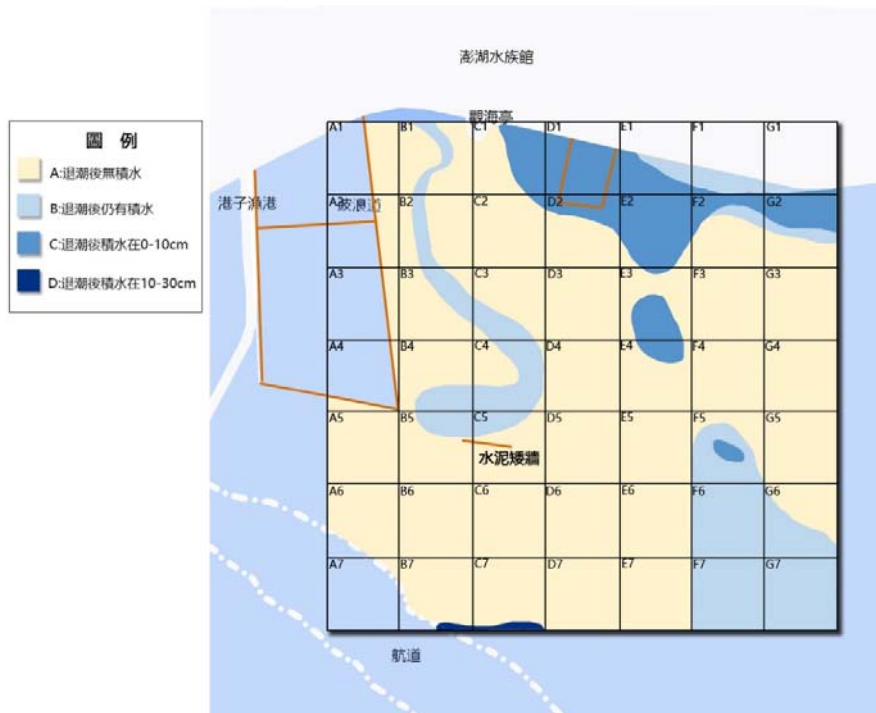 澎湖水族館
觀海亭
圖 例
A:退潮後無積水
B:退潮後仍有積水
C:退潮後積水在0-10cm
D:退潮後積水在10-30cm
港子漁港
A1 B1 C1 D1 E1 F1 G1
A2 B2 C2 D2 E2 F2 G2
浪道
A3 B3 C3 D3 E3 F3 G3
A4 B4 C4 D4 E4 F4 G4
A5 B5 C5 D5 E5 F5 G5
水泥矮牆
A6 B6 C6 D6 E6 F6 G6
A7 B7 C7 D7 E7 F7 G7
航道